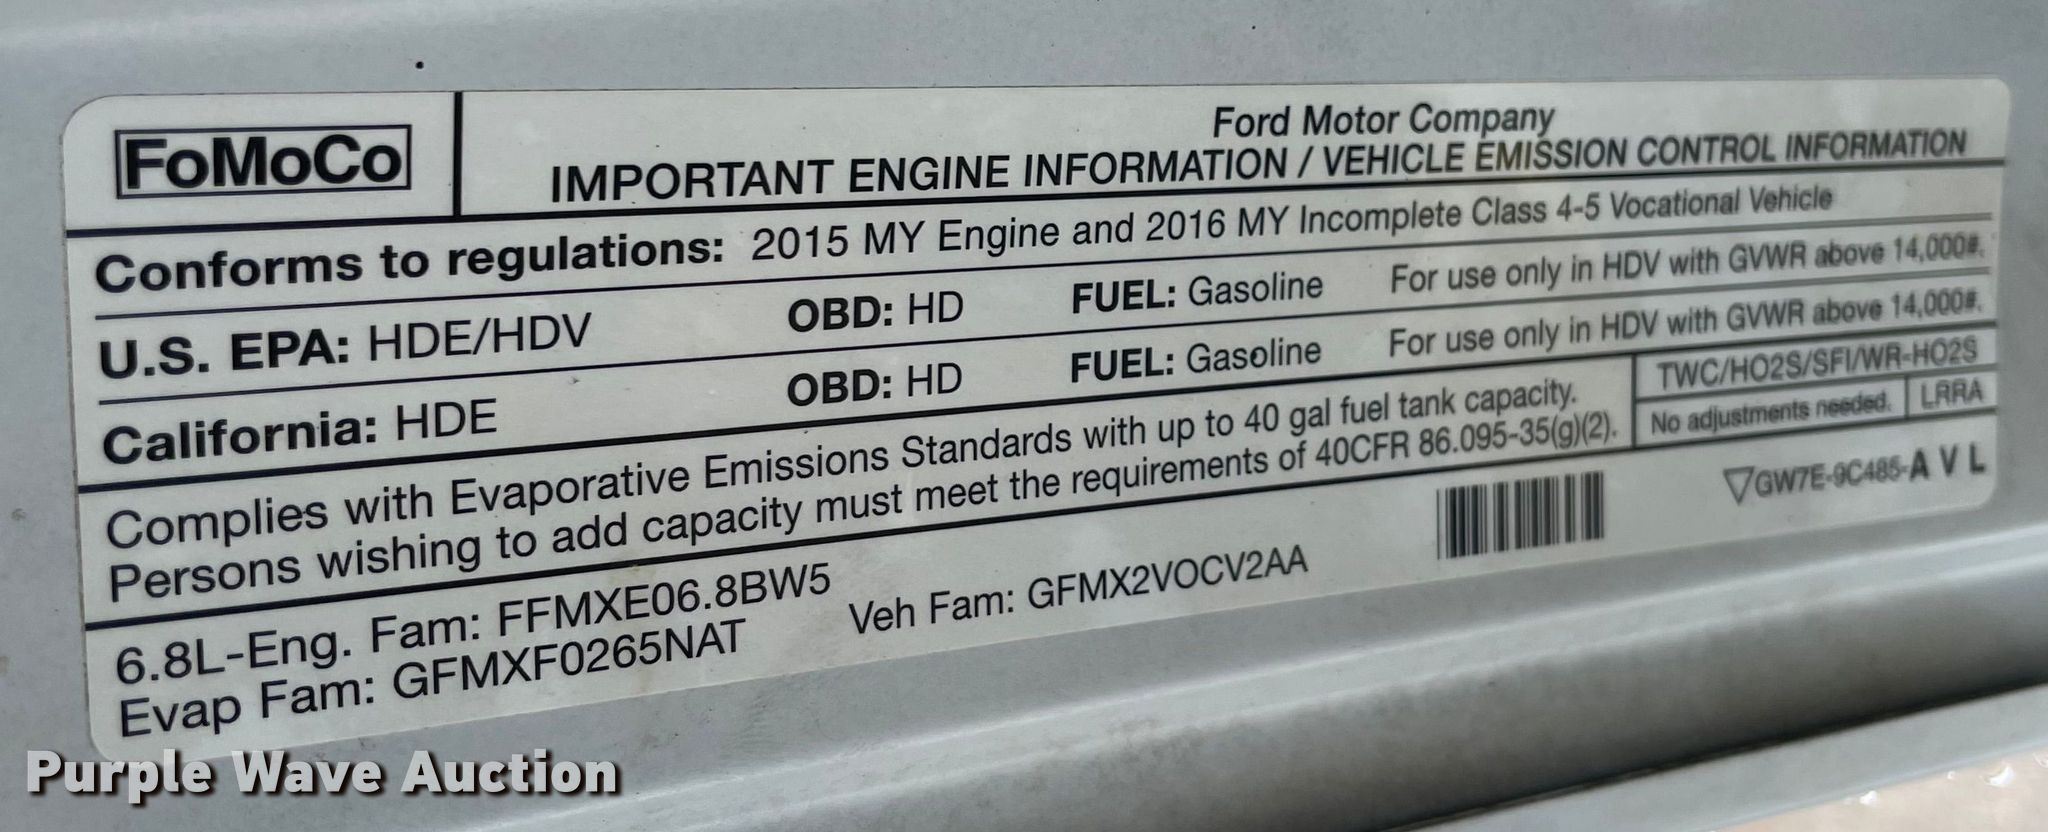 FoMoCo
Ford Motor Company
IMPORTANT ENGINE INFORMATION / VEHICLE EMISSION CONTROL INFORMATION
Conforms to regulations: 2015 MY Engine and 2016 MY Incomplete Class 4-5 Vocational Vehicle
U.S. EPA: HDE/HDV OBD: HD FUEL: Gasoline For use only in HDV with GVWR above 14,000#.
California: HDE OBD: HD FUEL: Gasoline For use only in HDV with GVWR above 14,000#.
Complies with Evaporative Emissions Standards with up to 40 gal fuel tank capacity.
Persons wishing to add capacity must meet the requirements of 40CFR 86.095-35(g)(2).
TWC/HO2S/SFI/WR-HO2S
No adjustments needed. LRRA
6.8L-Eng. Fam: FFMXE06.8BW5
Evap Fam: GFMXF0265NAT
Veh Fam: GFMX2VOCV2AA
▽GW7E-9C485-A V L
Purple Wave Auction